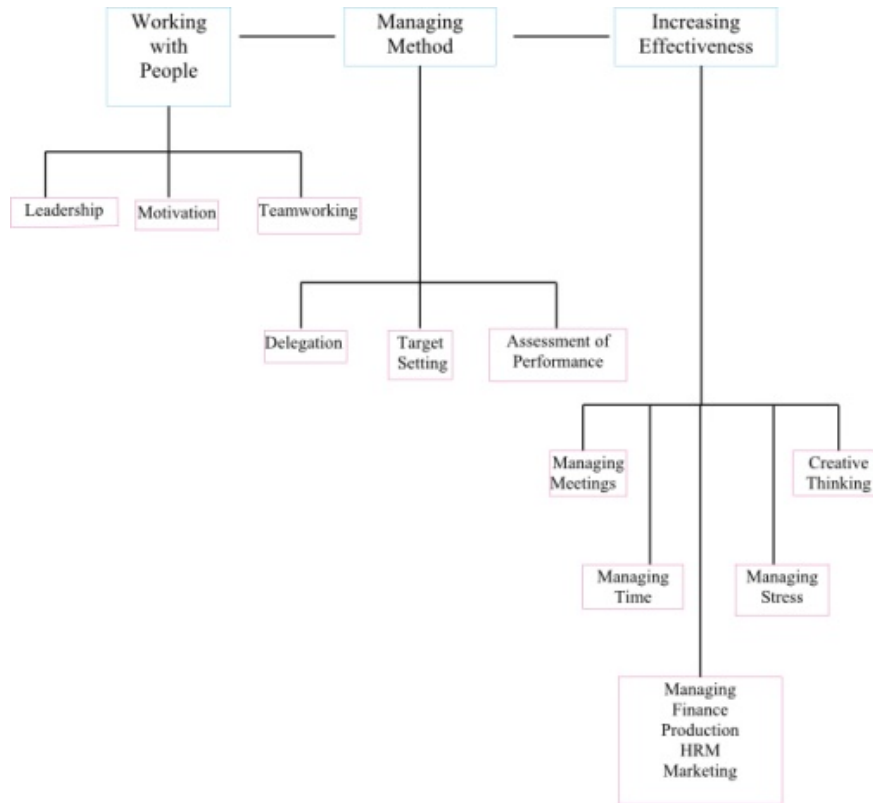 Working
with
People
Managing
Method
Increasing
Effectiveness
Leadership
Motivation
Teamworking
Delegation
Target
Setting
Assessment of
Performance
Managing
Meetings
Creative
Thinking
Managing
Time
Managing
Stress
Managing
Finance
Production
HRM
Marketing